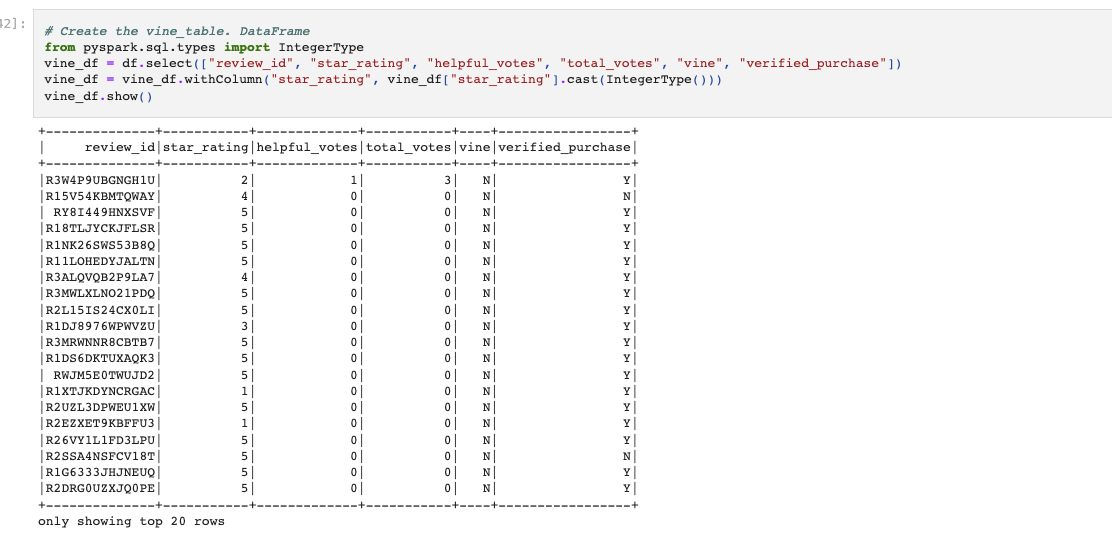 42]:
# Create the vine_table. DataFrame
from pyspark.sql.types import IntegerType
vine_df = df.select(["review_id", "star_rating", "helpful_votes", "total_votes", "vine", "verified_purchase"])
vine_df = vine_df.withColumn("star_rating", vine_df["star_rating"].cast(IntegerType()))
vine_df.show()
+--------------+-----------+-------------+-----------+----+-----------------+
|     review_id|star_rating|helpful_votes|total_votes|vine|verified_purchase|
+--------------+-----------+-------------+-----------+----+-----------------+
|R3W4P9UBGNGH1U|          2|            1|          3|   N|                Y|
|R15V54KBMTQWAY|          4|            0|          0|   N|                N|
| RY8I449HNXSVF|          5|            0|          0|   N|                Y|
|R18TLJYCKJFLSR|          5|            0|          0|   N|                Y|
|R1NK26SWS53B8Q|          5|            0|          0|   N|                Y|
|R11LOHEDYJALTN|          5|            0|          0|   N|                Y|
|R3ALQVQB2P9LA7|          4|            0|          0|   N|                Y|
|R3MWLXLNO21PDQ|          5|            0|          0|   N|                Y|
|R2L15IS24CX0LI|          5|            0|          0|   N|                Y|
|R1DJ8976WPWVZU|          3|            0|          0|   N|                Y|
|R3MRWNNR8CBTB7|          5|            0|          0|   N|                Y|
|R1DS6DKTUXAQK3|          5|            0|          0|   N|                Y|
| RWJM5E0TWUJD2|          5|            0|          0|   N|                Y|
|R1XTJKDYNCRGAC|          1|            0|          0|   N|                Y|
|R2UZL3DPWEU1XW|          5|            0|          0|   N|                Y|
|R2EZXET9KBFFU3|          1|            0|          0|   N|                Y|
|R26VY1L1FD3LPU|          5|            0|          0|   N|                Y|
|R2SSA4NSFCV18T|          5|            0|          0|   N|                N|
|R1G6333JHJNEUQ|          5|            0|          0|   N|                Y|
|R2DRG0UZXJQ0PE|          5|            0|          0|   N|                Y|
+--------------+-----------+-------------+-----------+----+-----------------+
only showing top 20 rows